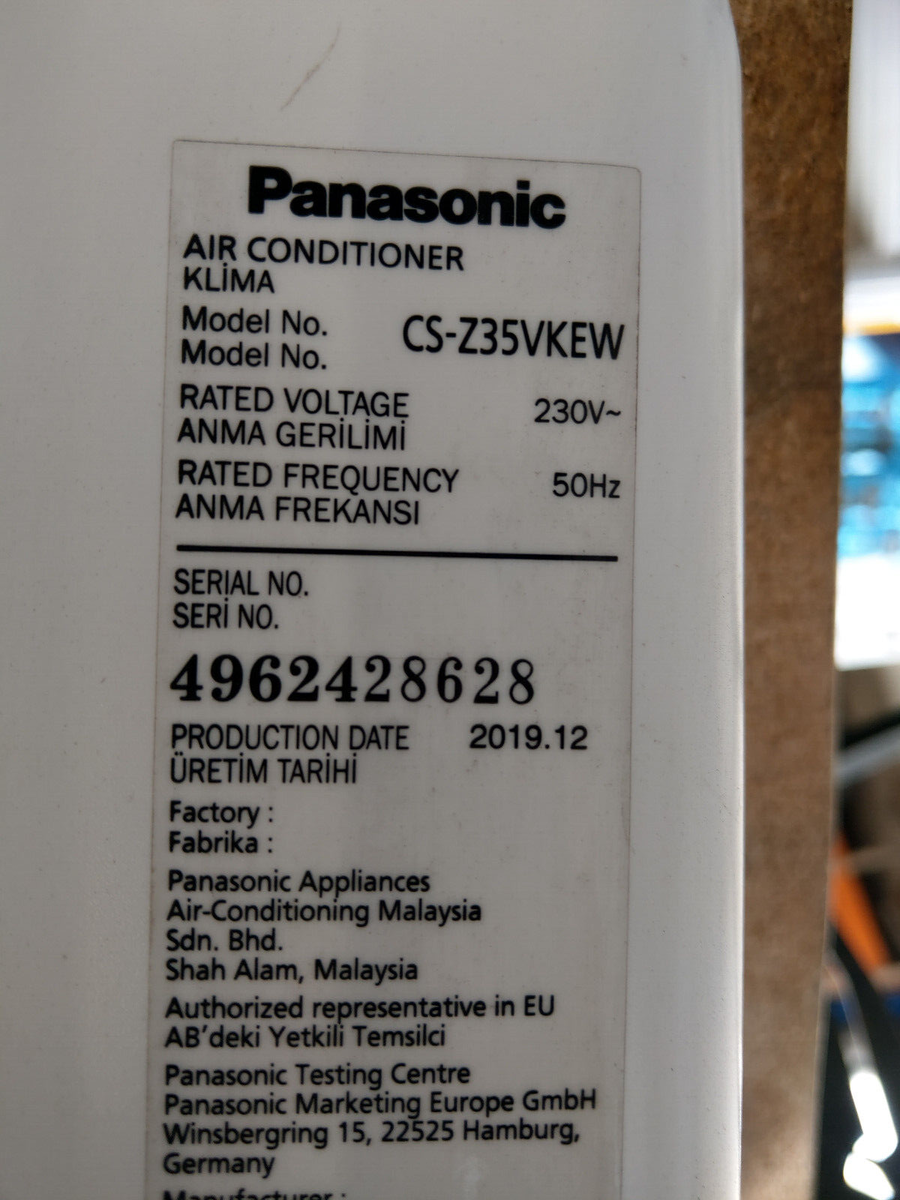 Panasonic
AIR CONDITIONER
KLİMA
Model No. CS-Z35VKEW
Model No.
RATED VOLTAGE 230V~
ANMA GERİLİMİ
RATED FREQUENCY 50Hz
ANMA FREKANSI
SERIAL NO.
SERİ NO.
4962428628
PRODUCTION DATE 2019.12
ÜRETİM TARİHİ
Factory :
Fabrika :
Panasonic Appliances
Air-Conditioning Malaysia
Sdn. Bhd.
Shah Alam, Malaysia
Authorized representative in EU
AB'deki Yetkili Temsilci
Panasonic Testing Centre
Panasonic Marketing Europe GmbH
Winsbergring 15, 22525 Hamburg,
Germany
Manufacturer :